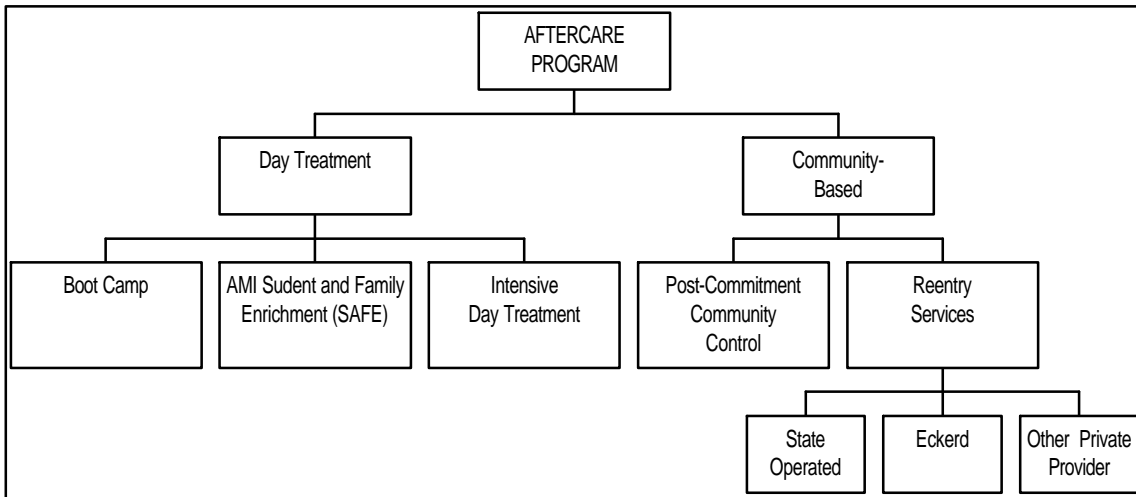 AFTERCARE
PROGRAM
Day Treatment
Community-
Based
Boot Camp
AMI Sudent and Family
Enrichment (SAFE)
Intensive
Day Treatment
Post-Commitment
Community
Control
Reentry
Services
State
Operated
Eckerd
Other Private
Provider